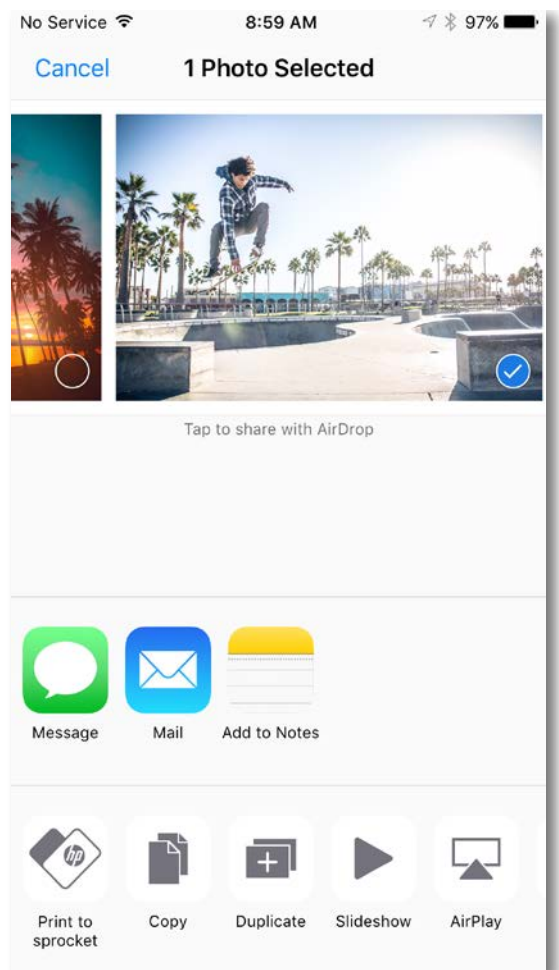 No Service 8:59 AM 97%
Cancel 1 Photo Selected
Tap to share with AirDrop
Message Mail Add to Notes
hp
Print to sprocket Copy Duplicate Slideshow AirPlay